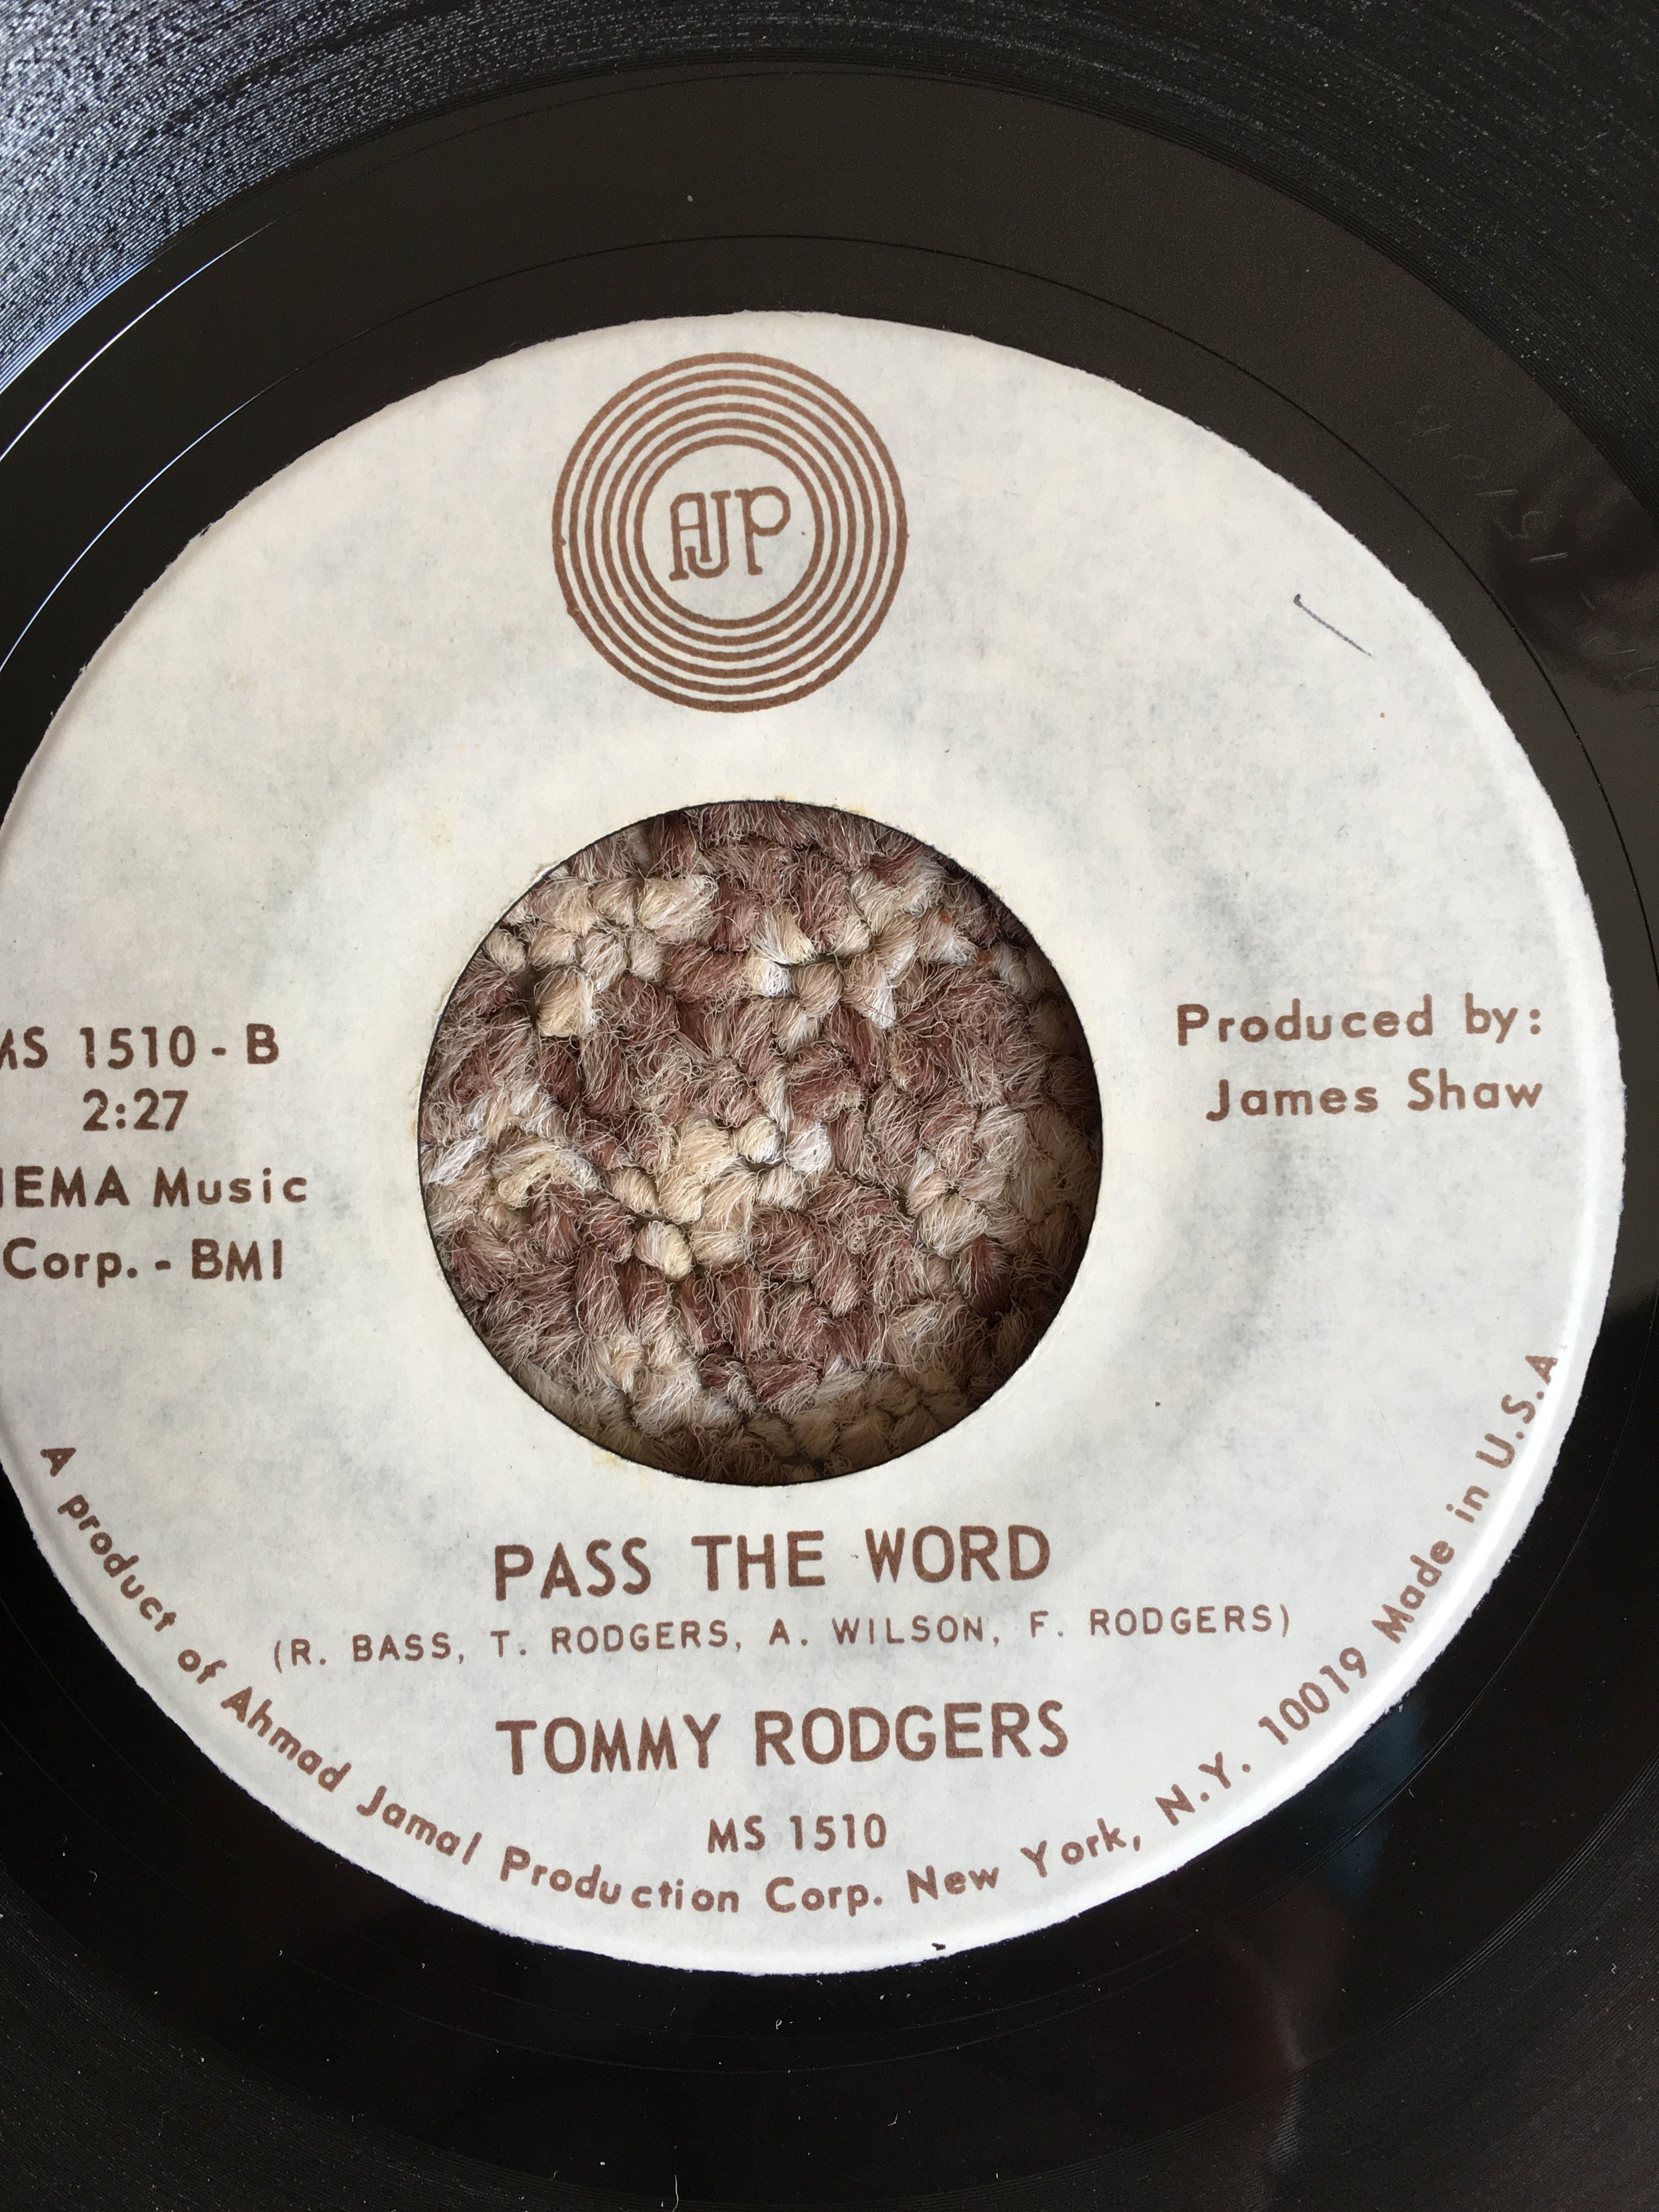 AJP
MS 1510 - B
2:27
Music
Corp. - BMI
Produced by:
James Shaw
PASS THE WORD
(R. BASS, T. RODGERS, A. WILSON, F. RODGERS)
TOMMY RODGERS
MS 1510
A product of Ahmad Jamal Production Corp. New York, N.Y. 10019 Made in U.S.A